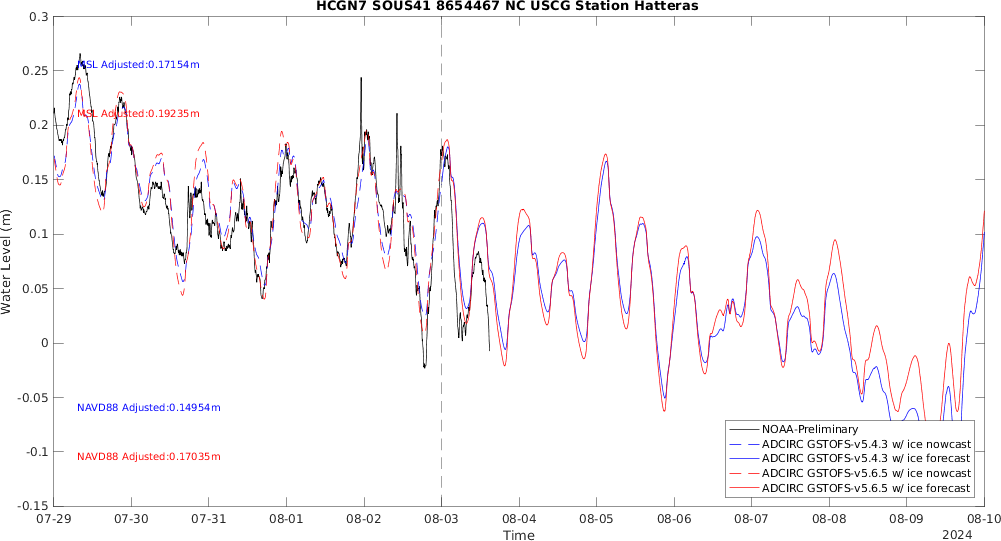 HCGN7 SOUS41 8654467 NC USCG Station Hatteras
0.3
0.25
0.2
0.15
0.1
0.05
0
-0.05
-0.1
-0.15
Water Level (m)
MSL Adjusted:0.17154m
MSL Adjusted:0.19235m
NAVD88 Adjusted:0.14954m
NAVD88 Adjusted:0.17035m
NOAA-Preliminary
ADCIRC GSTOFS-v5.4.3 w/ ice nowcast
ADCIRC GSTOFS-v5.4.3 w/ ice forecast
ADCIRC GSTOFS-v5.6.5 w/ ice nowcast
ADCIRC GSTOFS-v5.6.5 w/ ice forecast
07-29 07-30 07-31 08-01 08-02 08-03 08-04 08-05 08-06 08-07 08-08 08-09 08-10
Time
2024